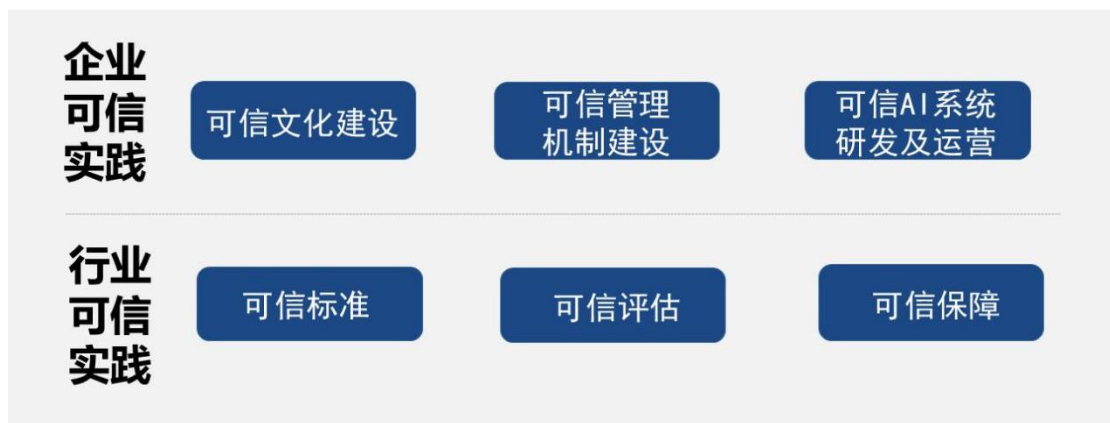 企业
可信
实践
可信文化建设
可信管理
机制建设
可信AI系统
研发及运营
行业
可信
实践
可信标准
可信评估
可信保障